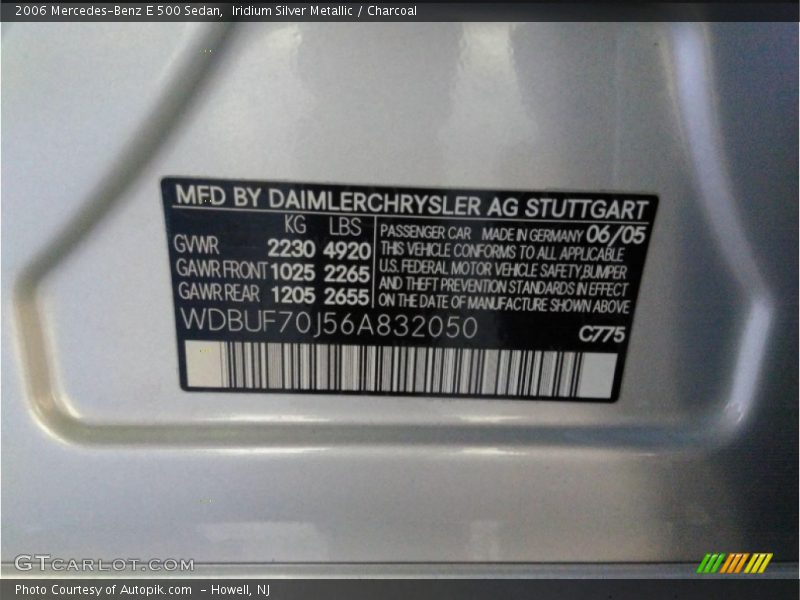 2006 Mercedes-Benz E 500 Sedan,  Iridium Silver Metallic / Charcoal
MFD BY DAIMLERCHRYSLER AG STUTTGART
KG LBS
GVWR 2230 4920
GAWR FRONT 1025 2265
GAWR REAR 1205 2655
PASSENGER CAR MADE IN GERMANY 06/05
THIS VEHICLE CONFORMS TO ALL APPLICABLE
U.S. FEDERAL MOTOR VEHICLE SAFETY,BUMPER
AND THEFT PREVENTION STANDARDS IN EFFECT
ON THE DATE OF MANUFACTURE SHOWN ABOVE
WDBUF70J56A832050
C775
GTCARLOT.COM
Photo Courtesy of Autopik.com  - Howell, NJ